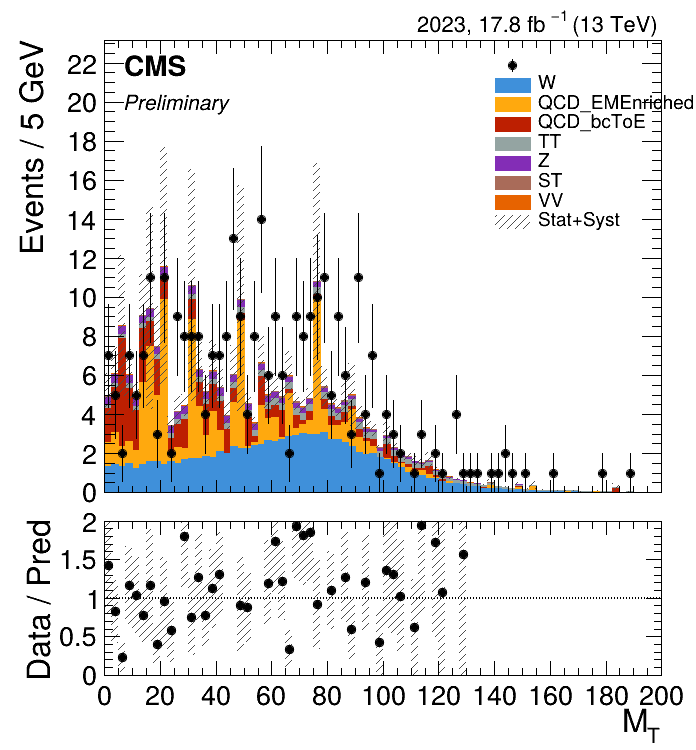 2023, 17.8 fb⁻¹ (13 TeV)
Events / 5 GeV
CMS
Preliminary
W
QCD_EMEnriched
QCD_bcToE
TT
Z
ST
VV
Stat+Syst
22
20
18
16
14
12
10
8
6
4
2
0
Data / Pred
2
1.5
1
0.5
0
0 20 40 60 80 100 120 140 160 180 200
M_T